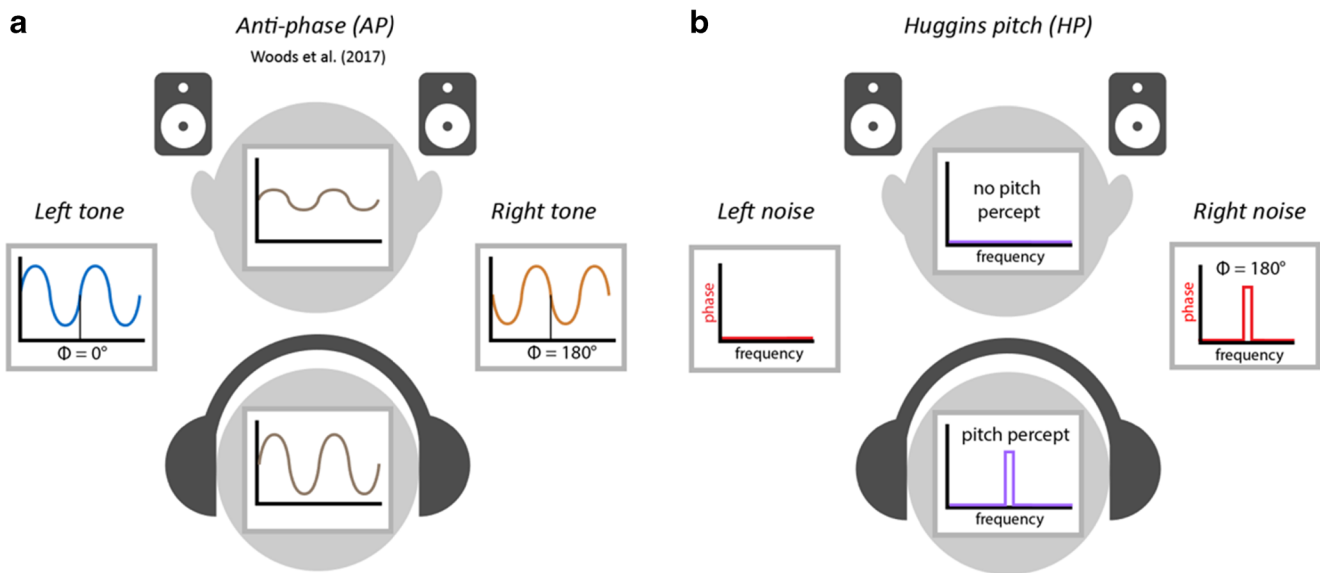 a
Anti-phase (AP)
Woods et al. (2017)
Left tone
Φ = 0°
Right tone
Φ = 180°
b
Huggins pitch (HP)
no pitch
percept
frequency
Left noise
phase
frequency
Right noise
Φ = 180°
phase
frequency
pitch percept
frequency